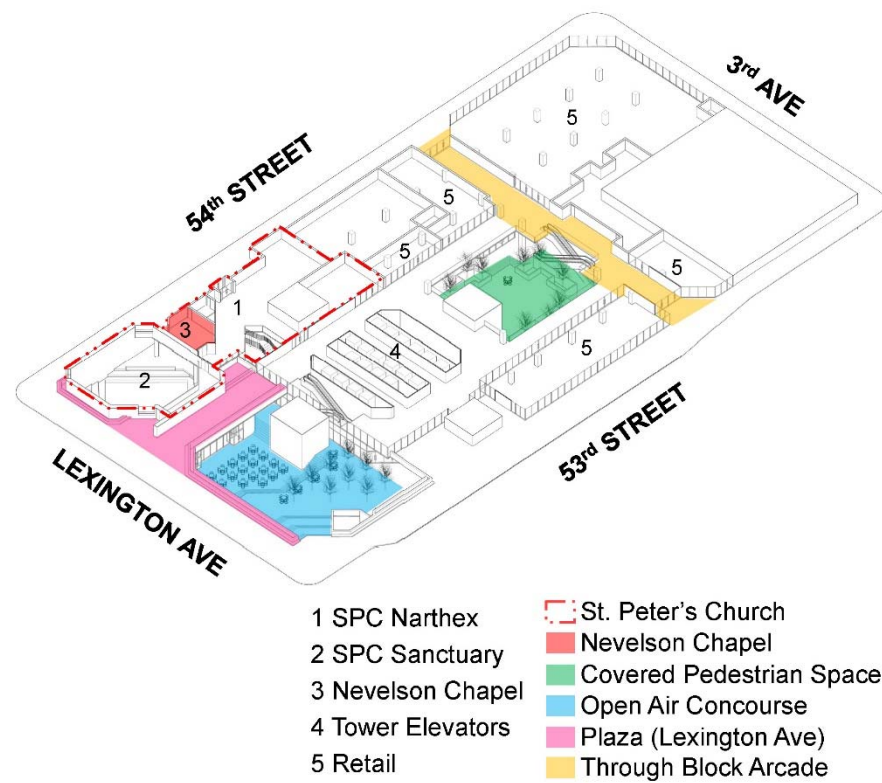 3rd AVE
5
54th STREET
5
5
5
1
3
4
5
2
53rd STREET
LEXINGTON AVE
1 SPC Narthex
2 SPC Sanctuary
3 Nevelson Chapel
4 Tower Elevators
5 Retail
St. Peter's Church
Nevelson Chapel
Covered Pedestrian Space
Open Air Concourse
Plaza (Lexington Ave)
Through Block Arcade